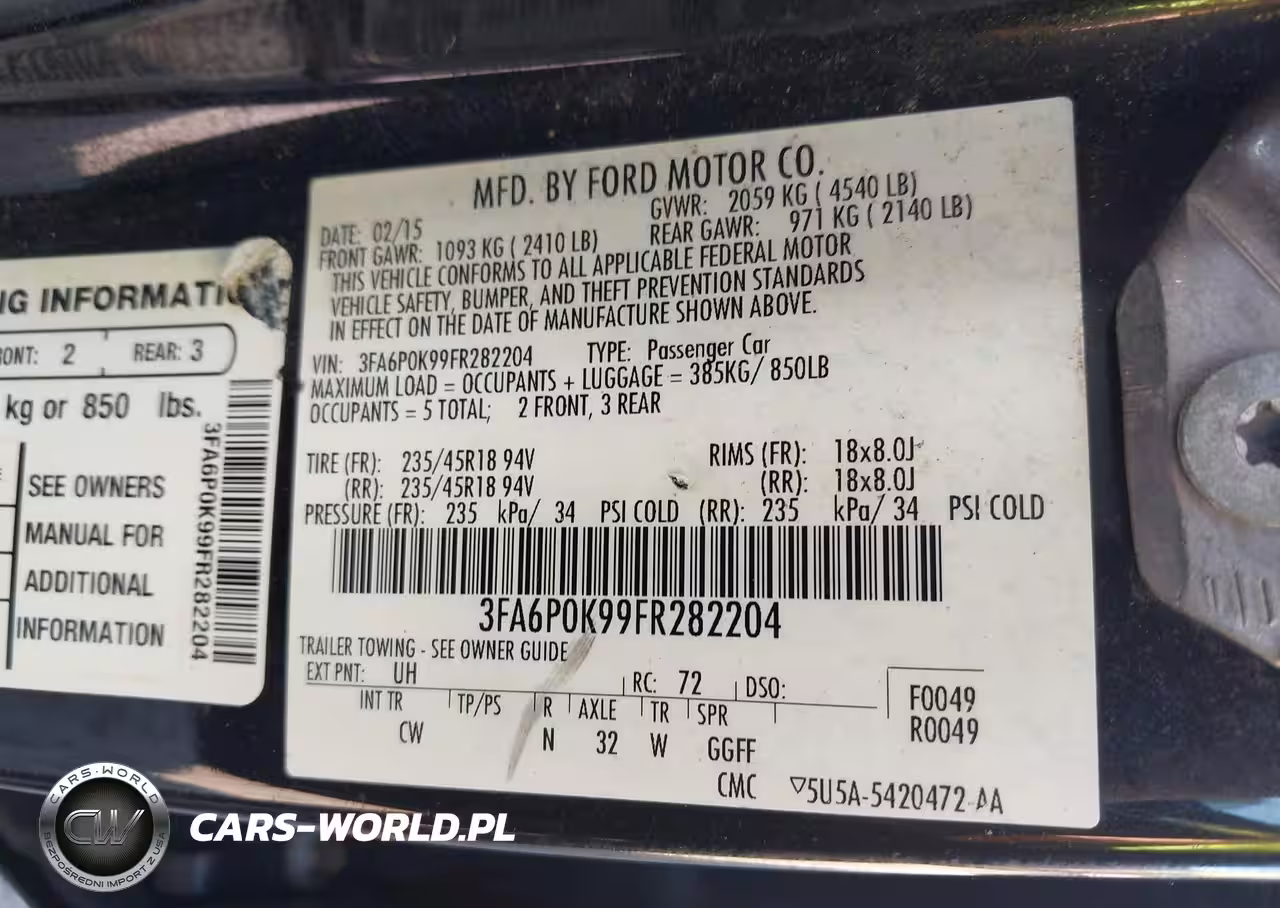 MFD. BY FORD MOTOR CO.
DATE: 02/15
GVWR: 2059 KG ( 4540 LB)
FRONT GAWR: 1093 KG ( 2410 LB)
REAR GAWR: 971 KG ( 2140 LB)
THIS VEHICLE CONFORMS TO ALL APPLICABLE FEDERAL MOTOR
VEHICLE SAFETY, BUMPER, AND THEFT PREVENTION STANDARDS
IN EFFECT ON THE DATE OF MANUFACTURE SHOWN ABOVE.
VIN: 3FA6P0K99FR282204 TYPE: Passenger Car
MAXIMUM LOAD = OCCUPANTS + LUGGAGE = 385KG/ 850LB
OCCUPANTS = 5 TOTAL; 2 FRONT, 3 REAR
TIRE (FR): 235/45R18 94V RIMS (FR): 18x8.0J
(RR): 235/45R18 94V (RR): 18x8.0J
PRESSURE (FR): 235 kPa/ 34 PSI COLD (RR): 235 kPa/ 34 PSI COLD
3FA6P0K99FR282204
TRAILER TOWING - SEE OWNER GUIDE
EXT PNT: UH RC: 72 DSO:
INT TR TP/PS R AXLE TR SPR
CW N 32 W GGFF
F0049
R0049
CMC ▽5U5A-5420472-AA
NG INFORMATI
RONT: 2 REAR: 3
kg or 850 lbs.
SEE OWNERS
MANUAL FOR
ADDITIONAL
INFORMATION
3FA6P0K99FR282204
CARS-WORLD
CW
BEZPOŚREDNI IMPORT Z USA
CARS-WORLD.PL